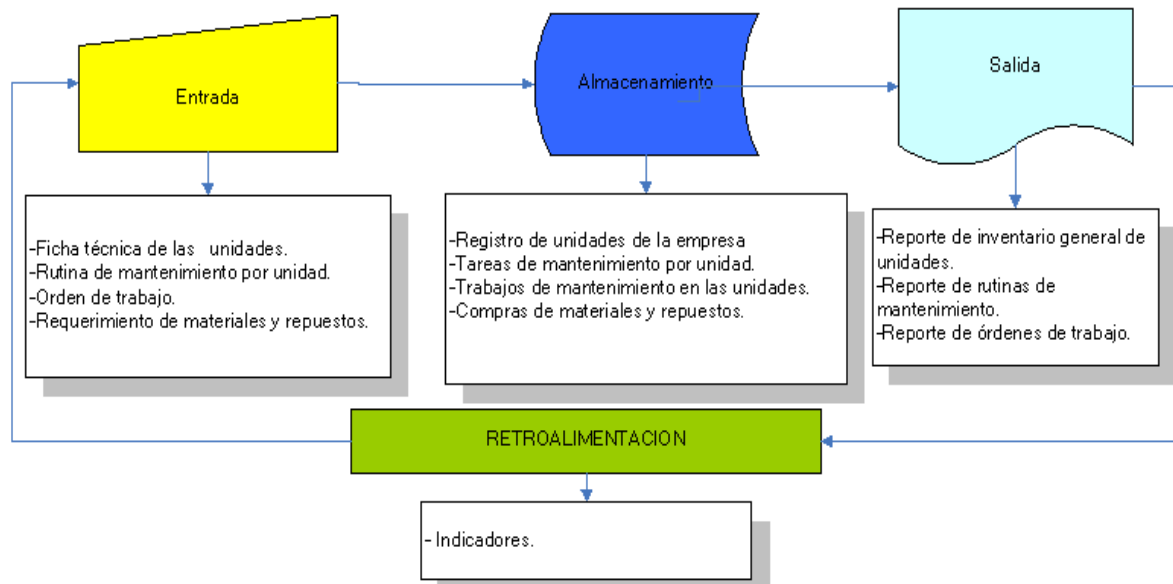 Entrada
Almacenamiento
Salida
-Ficha técnica de las unidades.
-Rutina de mantenimiento por unidad.
-Orden de trabajo.
-Requerimiento de materiales y repuestos.
-Registro de unidades de la empresa
-Tareas de mantenimiento por unidad.
-Trabajos de mantenimiento en las unidades.
-Compras de materiales y repuestos.
-Reporte de inventario general de
unidades.
-Reporte de rutinas de
mantenimiento.
-Reporte de órdenes de trabajo.
RETROALIMENTACION
- Indicadores.